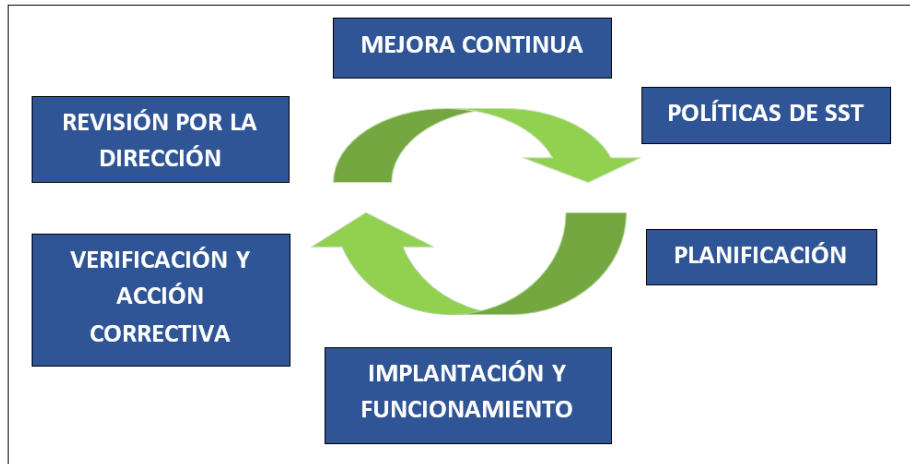 MEJORA CONTINUA
POLÍTICAS DE SST
REVISIÓN POR LA
DIRECCIÓN
PLANIFICACIÓN
VERIFICACIÓN Y
ACCIÓN
CORRECTIVA
IMPLANTACIÓN Y
FUNCIONAMIENTO